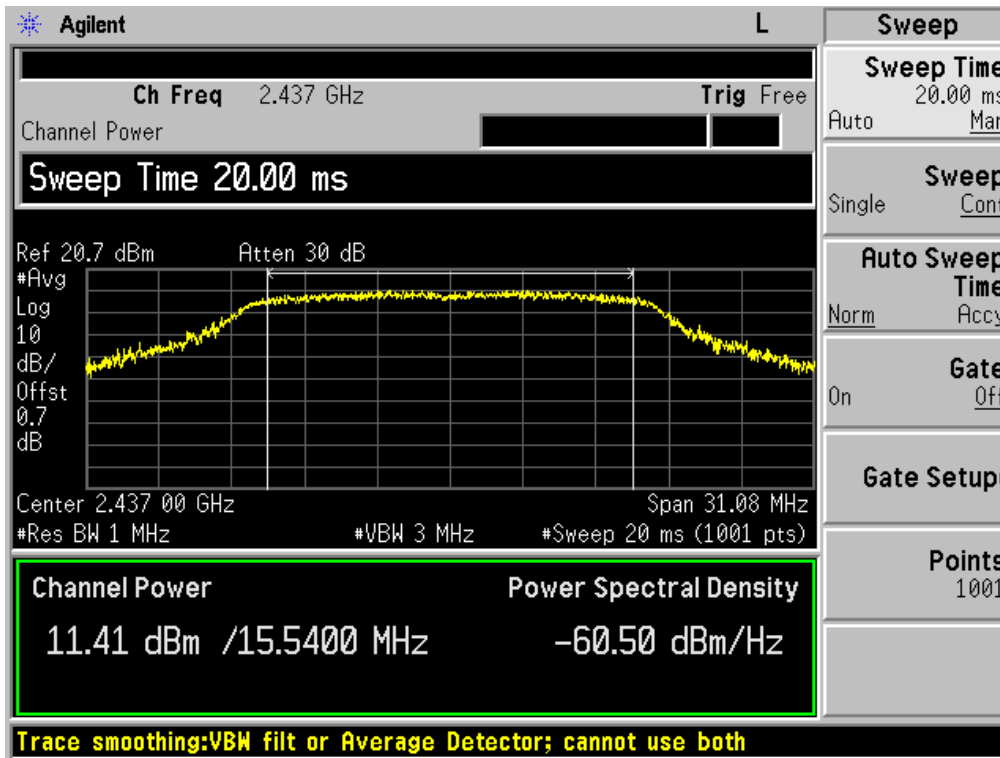 Agilent
L
Sweep
Ch Freq 2.437 GHz
Trig Free
Channel Power
Sweep Time 20.00 ms
Ref 20.7 dBm
Atten 30 dB
#Avg
Log
10
dB/
Offst
0.7
dB
Center 2.437 00 GHz
Span 31.08 MHz
#Res BW 1 MHz
#VBW 3 MHz
#Sweep 20 ms (1001 pts)
Channel Power
Power Spectral Density
11.41 dBm /15.5400 MHz
-60.50 dBm/Hz
Trace smoothing:VBW filt or Average Detector; cannot use both
Sweep Time
20.00 ms
Auto Man
Sweep
Single Cont
Auto Sweep
Time
Norm Accy
Gate
On Off
Gate Setup
Points
1001